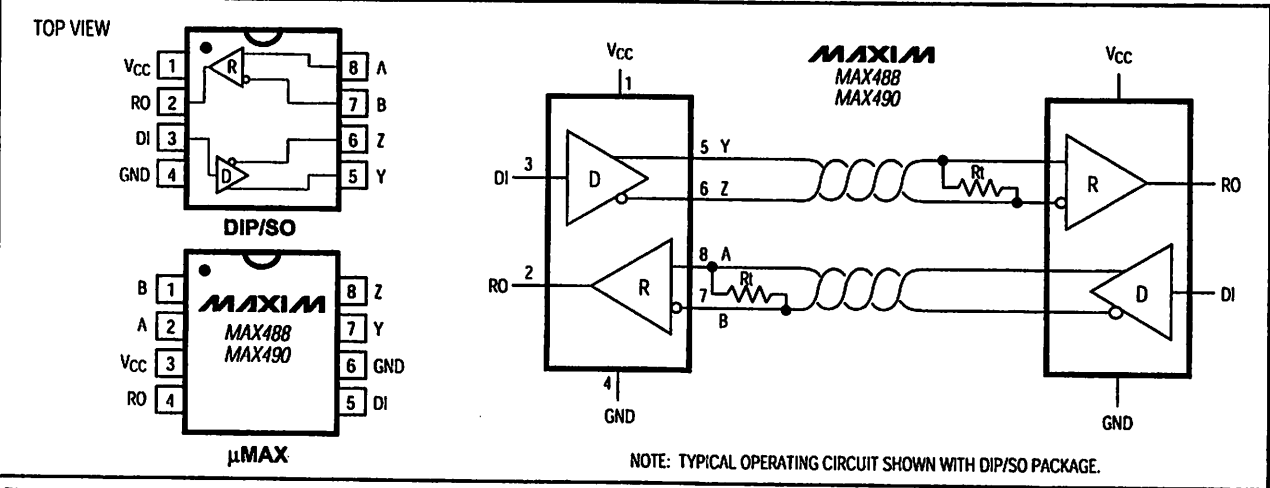 TOP VIEW
VCC 1
RO 2
DI 3
GND 4
8 A
7 B
6 Z
5 Y
R
D
DIP/SO
B 1
A 2
VCC 3
RO 4
8 Z
7 Y
6 GND
5 DI
MAXIM
MAX488
MAX490
µMAX
MAXIM
MAX488
MAX490
VCC
1
DI 3
D
5 Y
6 Z
Rt
RO 2
R
8 A
7
B
Rt
4
GND
VCC
R
RO
D
DI
GND
NOTE: TYPICAL OPERATING CIRCUIT SHOWN WITH DIP/SO PACKAGE.